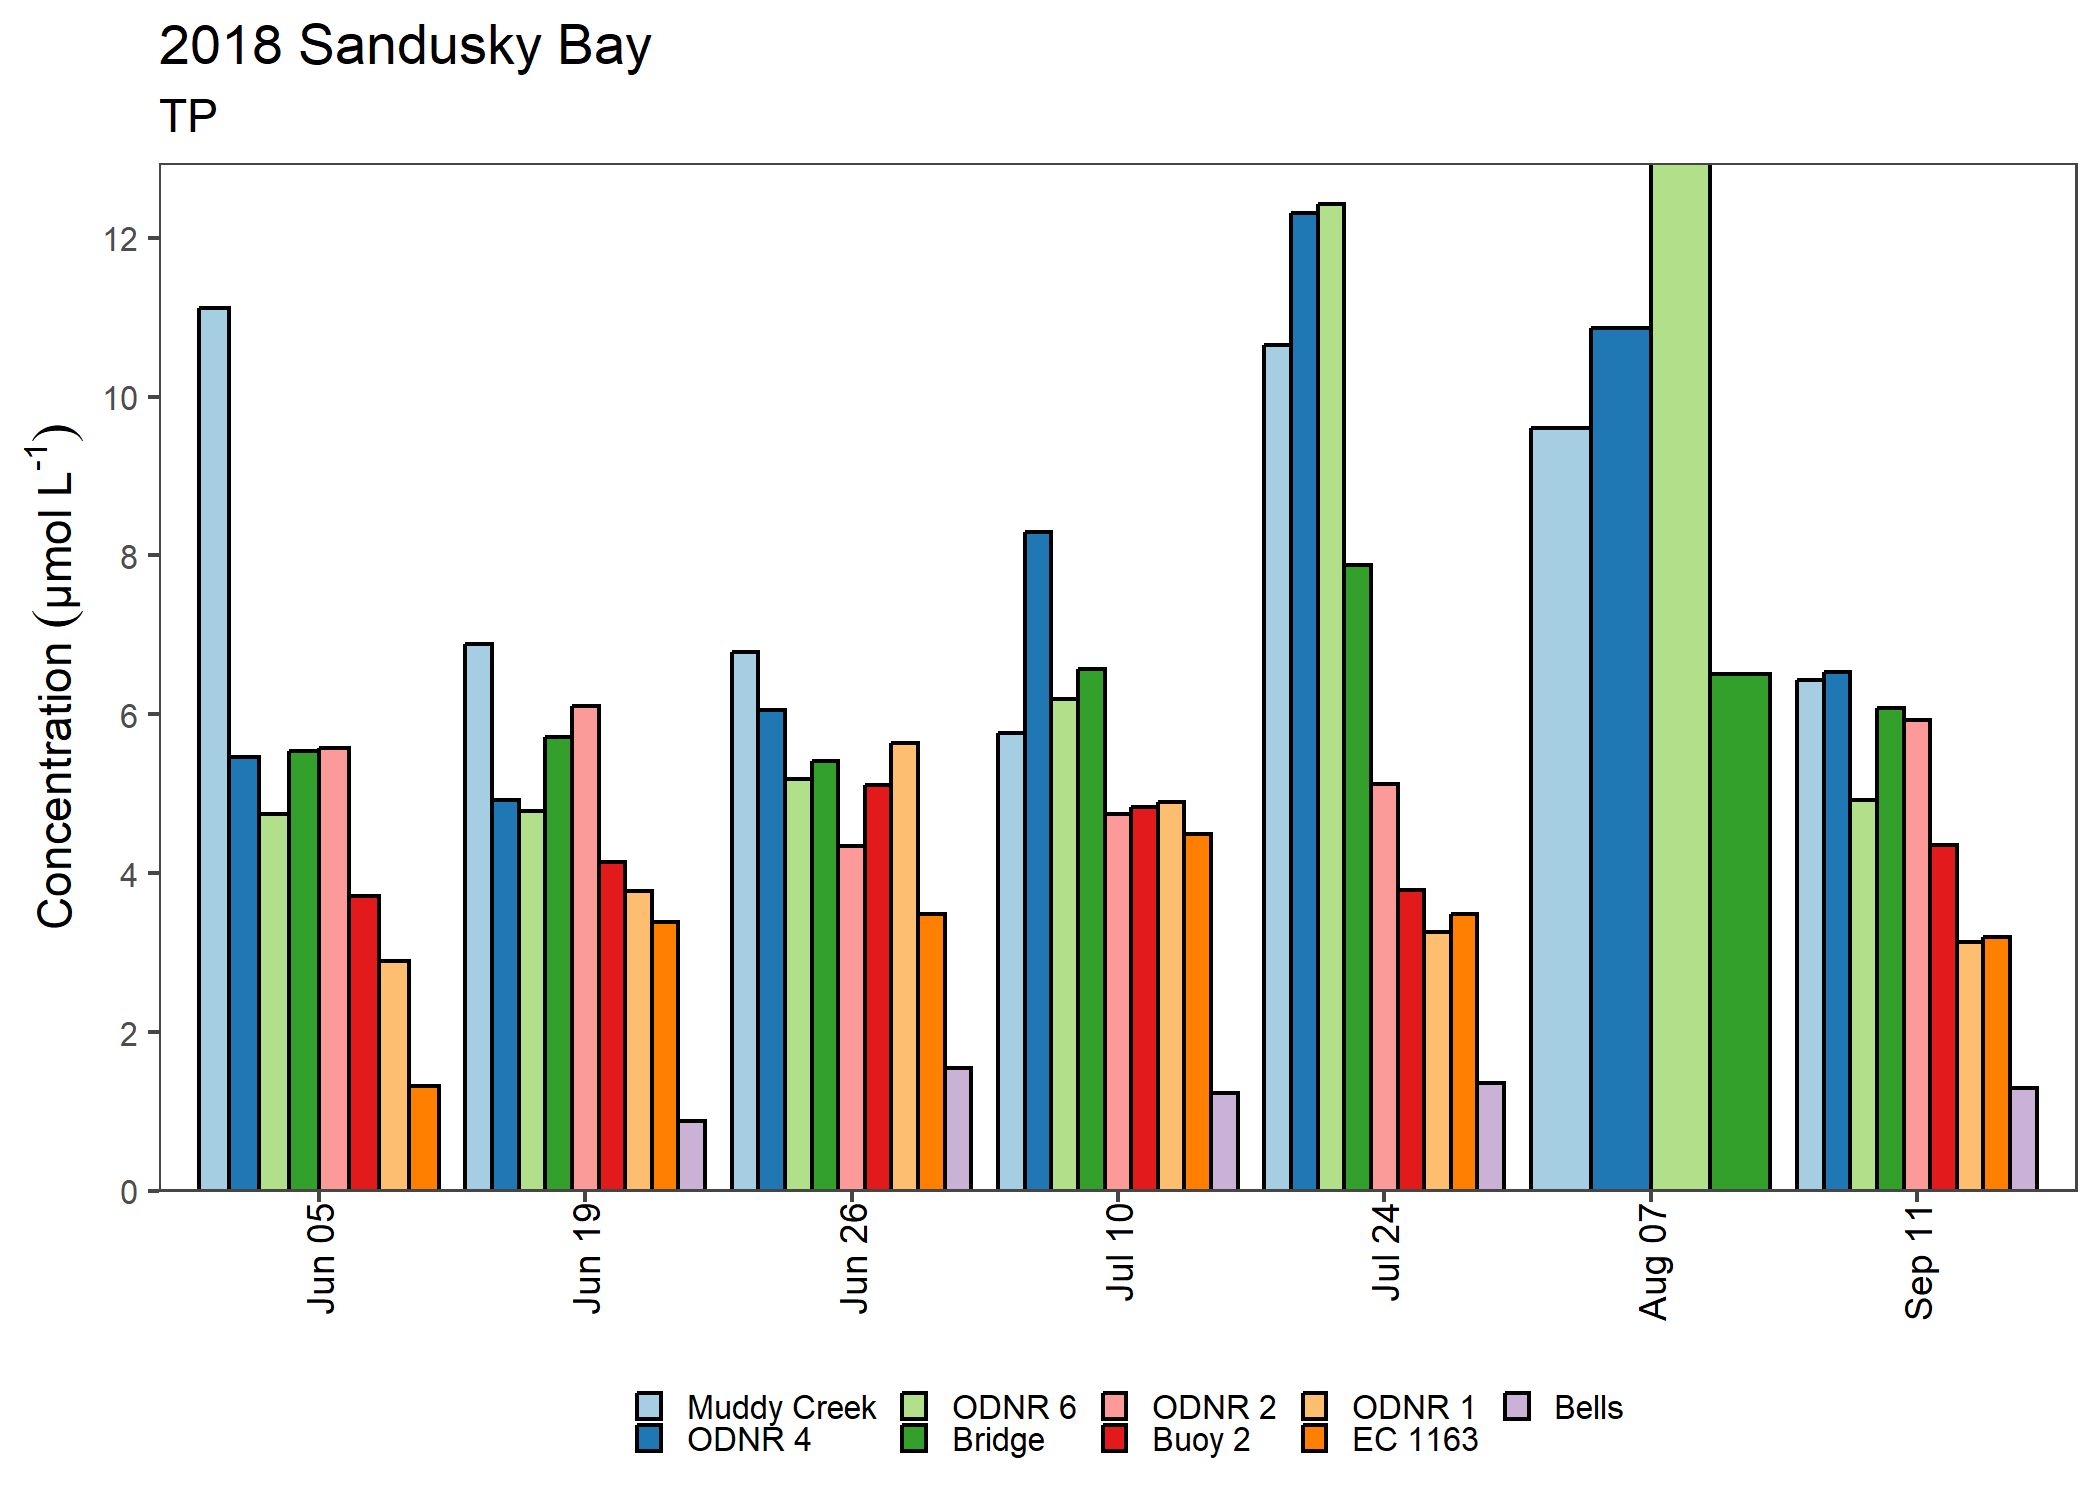 2018 Sandusky Bay
TP
Concentration (µmol L⁻¹)
12
10
8
6
4
2
0
Jun 05
Jun 19
Jun 26
Jul 10
Jul 24
Aug 07
Sep 11
Muddy Creek ODNR 6 ODNR 2 ODNR 1 Bells
ODNR 4 Bridge Buoy 2 EC 1163